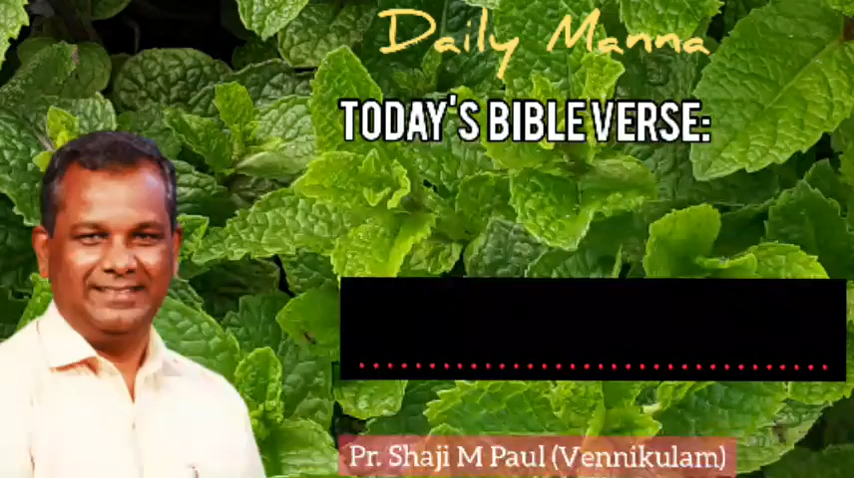 Daily Manna
TODAY'S BIBLE VERSE:
....................................
Pr. Shaji M Paul (Vennikulam)